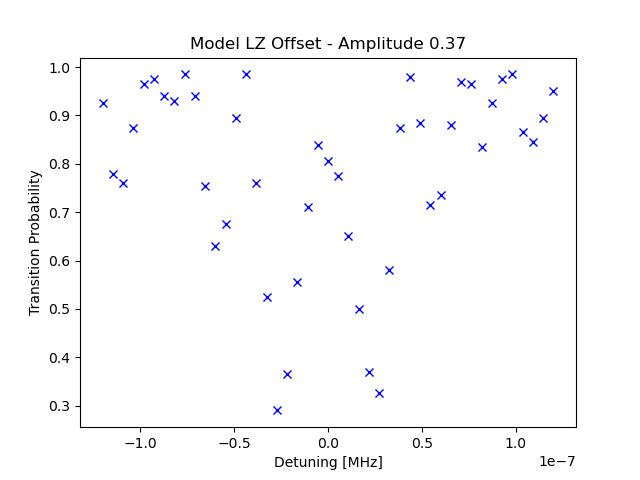 Model LZ Offset - Amplitude 0.37
Transition Probability
1.0
0.9
0.8
0.7
0.6
0.5
0.4
0.3
−1.0 −0.5 0.0 0.5 1.0
1e−7
Detuning [MHz]